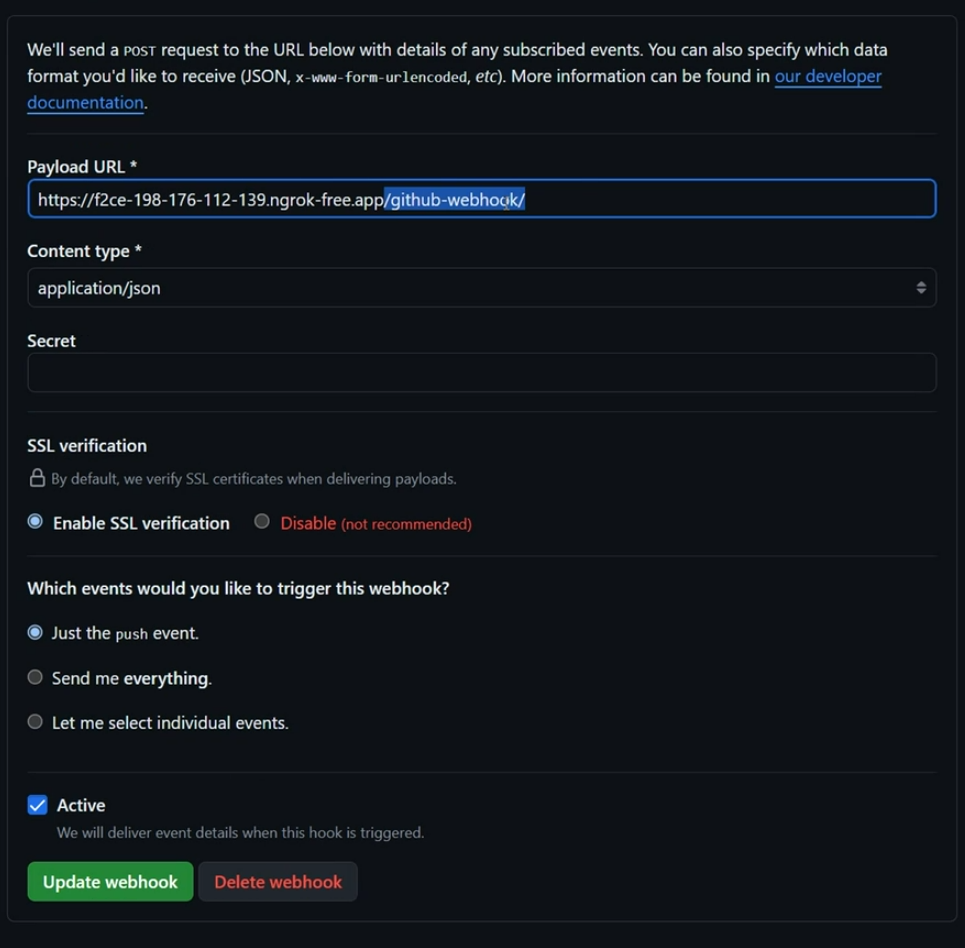 We'll send a POST request to the URL below with details of any subscribed events. You can also specify which data
format you'd like to receive (JSON, x-www-form-urlencoded, etc). More information can be found in our developer
documentation.
Payload URL *
https://f2ce-198-176-112-139.ngrok-free.app/github-webhook/
Content type *
application/json
Secret
SSL verification
By default, we verify SSL certificates when delivering payloads.
Enable SSL verification Disable (not recommended)
Which events would you like to trigger this webhook?
Just the push event.
Send me everything.
Let me select individual events.
Active
We will deliver event details when this hook is triggered.
Update webhook Delete webhook